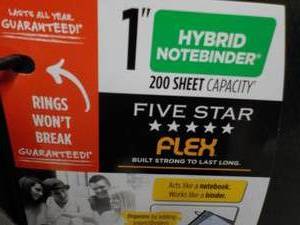 LASTS ALL YEAR.
GUARANTEED!*
1"
HYBRID
NOTEBINDER®
200 SHEET CAPACITY*
RINGS
WON'T
BREAK
GUARANTEED!*
FIVE STAR
FLEX
BUILT STRONG TO LAST LONG.
Acts like a notebook.
Works like a binder.